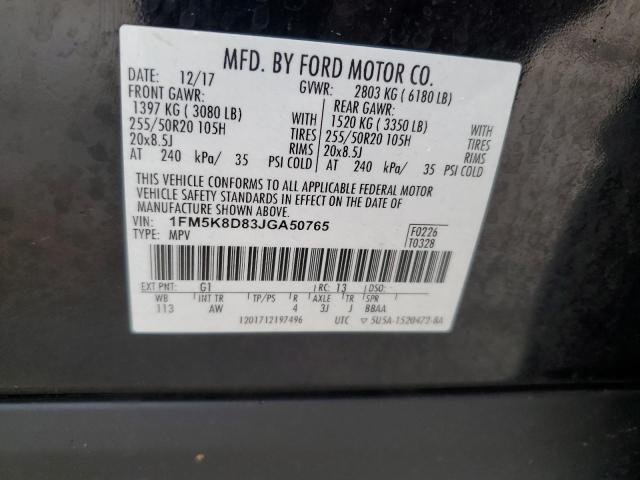 MFD. BY FORD MOTOR CO.
DATE: 12/17 GVWR: 2803 KG ( 6180 LB)
FRONT GAWR: REAR GAWR:
1397 KG ( 3080 LB) WITH 1520 KG ( 3350 LB) WITH
255/50R20 105H TIRES 255/50R20 105H TIRES
20x8.5J RIMS 20x8.5J RIMS
AT 240 kPa/ 35 PSI COLD AT 240 kPa/ 35 PSI COLD
THIS VEHICLE CONFORMS TO ALL APPLICABLE FEDERAL MOTOR
VEHICLE SAFETY STANDARDS IN EFFECT ON THE DATE OF
MANUFACTURE SHOWN ABOVE.
VIN: 1FM5K8D83JGA50765 F0226
TYPE: MPV T0328
EXT PNT: G1 RC: 13 DSO:
WB INT TR TP/PS R AXLE TR SPR
113 AW 4 3J J BBAA
1201712197496 UTC ▽ 5U5A-1520472-BA